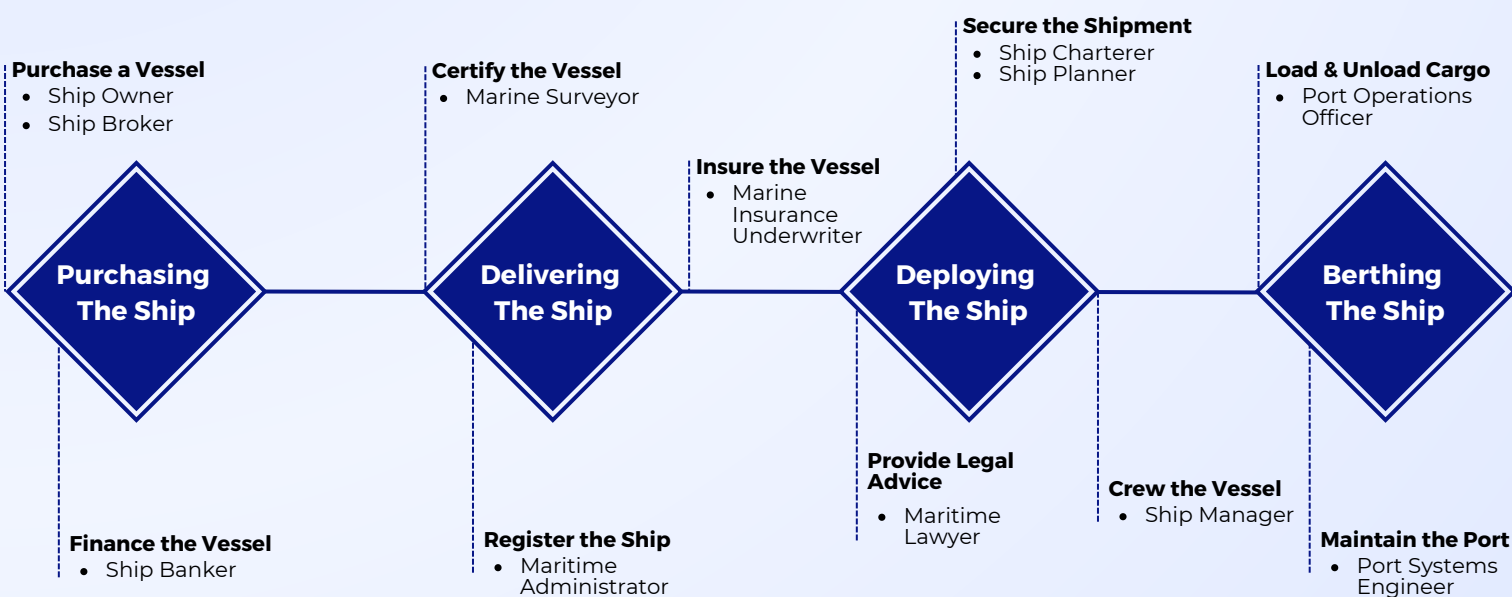 Purchase a Vessel
• Ship Owner
• Ship Broker
Purchasing
The Ship
Finance the Vessel
• Ship Banker
Certify the Vessel
• Marine Surveyor
Delivering
The Ship
Register the Ship
• Maritime
Administrator
Insure the Vessel
• Marine
Insurance
Underwriter
Secure the Shipment
• Ship Charterer
• Ship Planner
Deploying
The Ship
Provide Legal
Advice
• Maritime
Lawyer
Crew the Vessel
• Ship Manager
Load & Unload Cargo
• Port Operations
Officer
Berthing
The Ship
Maintain the Port
• Port Systems
Engineer